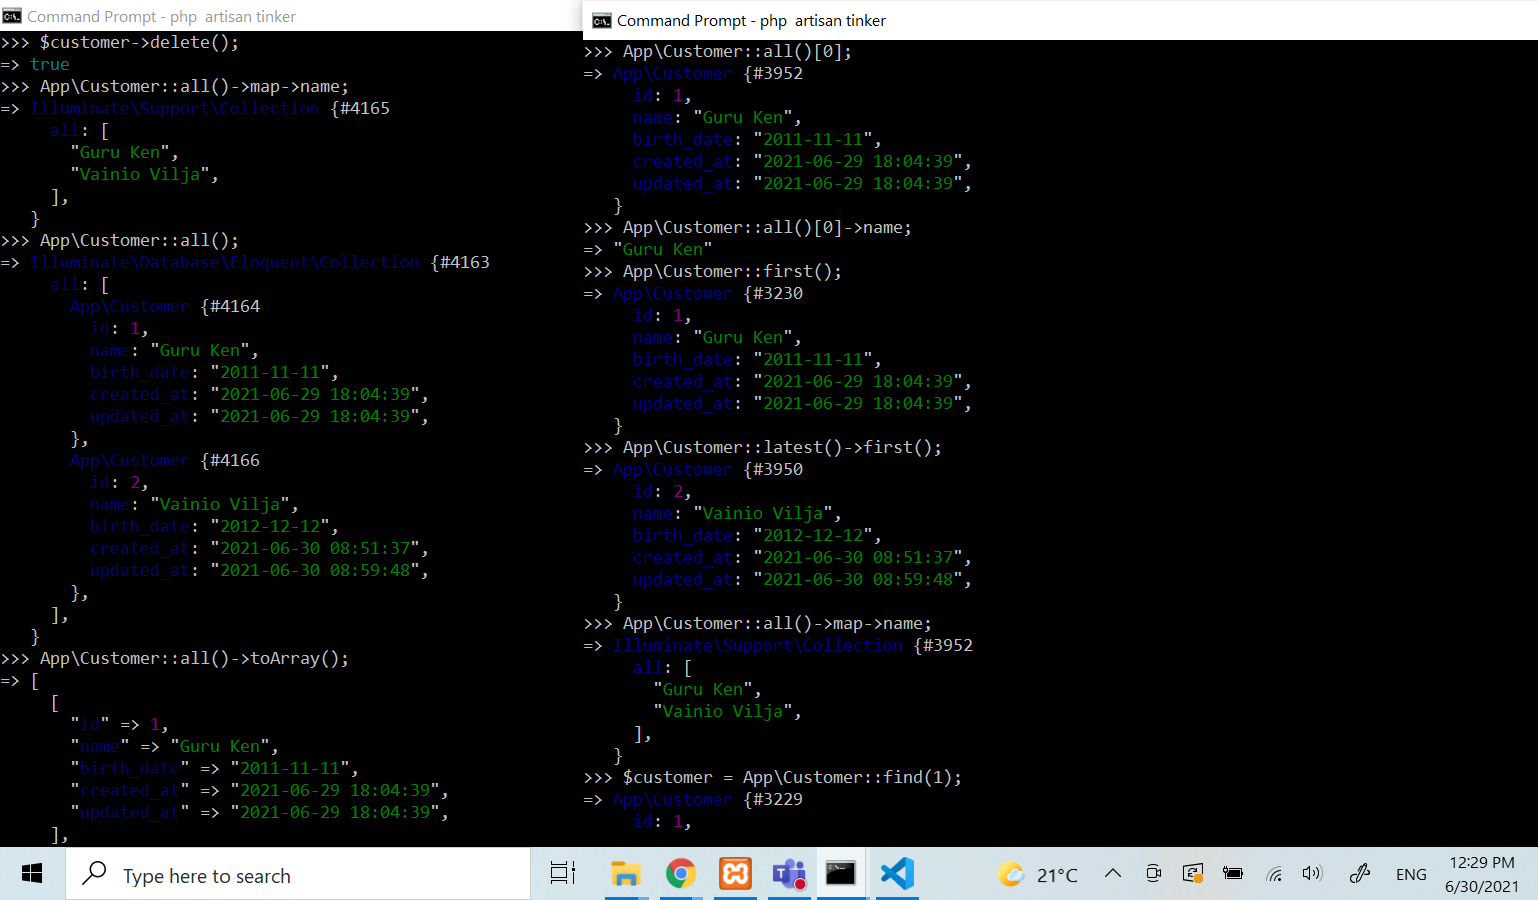 Command Prompt - php  artisan tinker
>>> $customer->delete();
=> true
>>> App\Customer::all()->map->name;
=> Illuminate\Support\Collection {#4165
     all: [
       "Guru Ken",
       "Vainio Vilja",
     ],
   }
>>> App\Customer::all();
=> Illuminate\Database\Eloquent\Collection {#4163
     all: [
       App\Customer {#4164
         id: 1,
         name: "Guru Ken",
         birth_date: "2011-11-11",
         created_at: "2021-06-29 18:04:39",
         updated_at: "2021-06-29 18:04:39",
       },
       App\Customer {#4166
         id: 2,
         name: "Vainio Vilja",
         birth_date: "2012-12-12",
         created_at: "2021-06-30 08:51:37",
         updated_at: "2021-06-30 08:59:48",
       },
     ],
   }
>>> App\Customer::all()->toArray();
=> [
     [
       "id" => 1,
       "name" => "Guru Ken",
       "birth_date" => "2011-11-11",
       "created_at" => "2021-06-29 18:04:39",
       "updated_at" => "2021-06-29 18:04:39",
     ],
Command Prompt - php  artisan tinker
>>> App\Customer::all()[0];
=> App\Customer {#3952
     id: 1,
     name: "Guru Ken",
     birth_date: "2011-11-11",
     created_at: "2021-06-29 18:04:39",
     updated_at: "2021-06-29 18:04:39",
   }
>>> App\Customer::all()[0]->name;
=> "Guru Ken"
>>> App\Customer::first();
=> App\Customer {#3230
     id: 1,
     name: "Guru Ken",
     birth_date: "2011-11-11",
     created_at: "2021-06-29 18:04:39",
     updated_at: "2021-06-29 18:04:39",
   }
>>> App\Customer::latest()->first();
=> App\Customer {#3950
     id: 2,
     name: "Vainio Vilja",
     birth_date: "2012-12-12",
     created_at: "2021-06-30 08:51:37",
     updated_at: "2021-06-30 08:59:48",
   }
>>> App\Customer::all()->map->name;
=> Illuminate\Support\Collection {#3952
     all: [
       "Guru Ken",
       "Vainio Vilja",
     ],
   }
>>> $customer = App\Customer::find(1);
=> App\Customer {#3229
     id: 1,
Type here to search
21°C
ENG
12:29 PM
6/30/2021